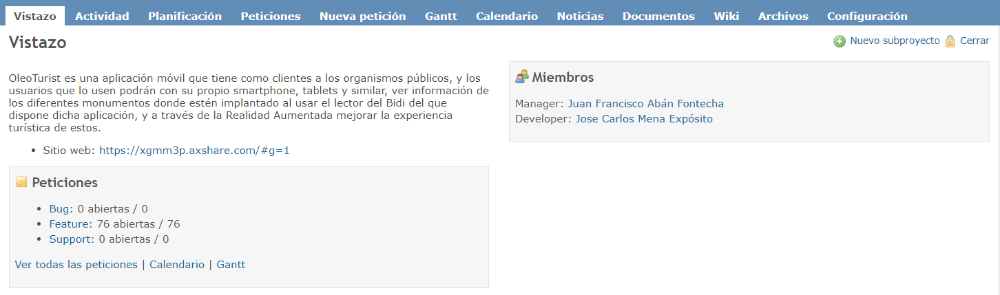 Vistazo Actividad Planificación Peticiones Nueva petición Gantt Calendario Noticias Documentos Wiki Archivos Configuración
Vistazo
Nuevo subproyecto Cerrar
OleoTurist es una aplicación móvil que tiene como clientes a los organismos públicos, y los
usuarios que lo usen podrán con su propio smartphone, tablets y similar, ver información de
los diferentes monumentos donde estén implantado al usar el lector del Bidi del que
dispone dicha aplicación, y a través de la Realidad Aumentada mejorar la experiencia
turística de estos.
• Sitio web: https://xgmm3p.axshare.com/#g=1
Peticiones
• Bug: 0 abiertas / 0
• Feature: 76 abiertas / 76
• Support: 0 abiertas / 0
Ver todas las peticiones | Calendario | Gantt
Miembros
Manager: Juan Francisco Abán Fontecha
Developer: Jose Carlos Mena Expósito